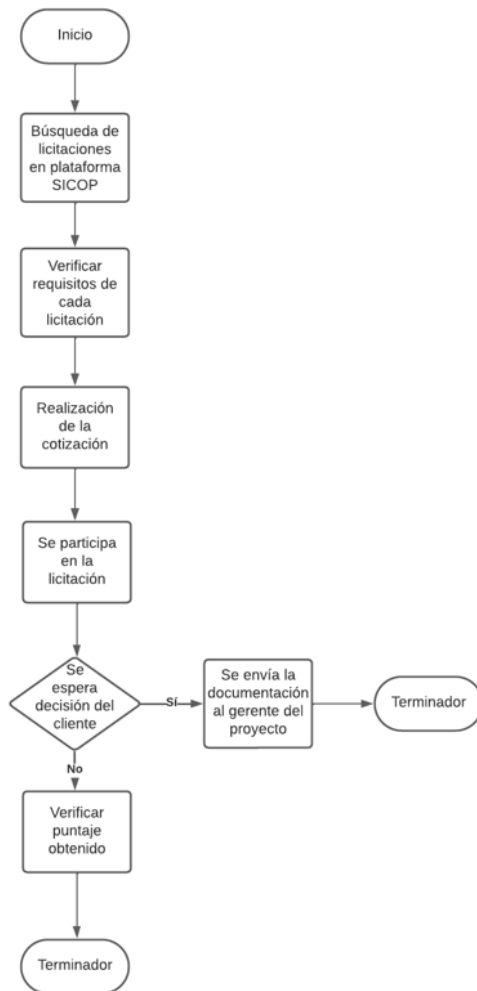 Inicio
Búsqueda de
licitaciones
en plataforma
SICOP
Verificar
requisitos de
cada
licitación
Realización
de la
cotización
Se participa
en la
licitación
Se
espera
decisión del
cliente
Sí
Se envía la
documentación
al gerente del
proyecto
Terminador
No
Verificar
puntaje
obtenido
Terminador